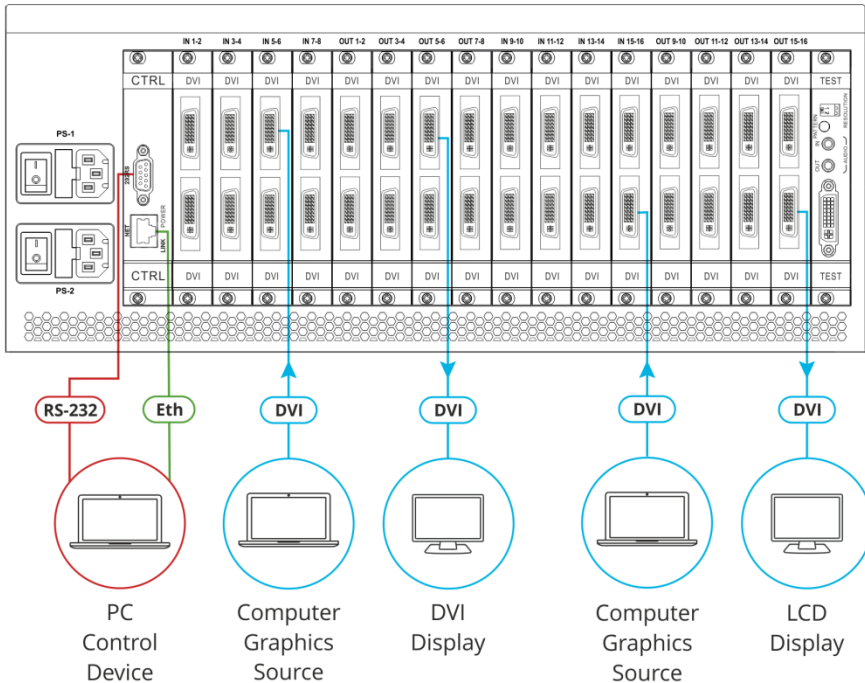 IN 1-2 IN 3-4 IN 5-6 IN 7-8 OUT 1-2 OUT 3-4 OUT 5-6 OUT 7-8 IN 9-10 IN 11-12 IN 13-14 IN 15-16 OUT 9-10 OUT 11-12 OUT 13-14 OUT 15-16
CTRL DVI DVI DVI DVI DVI DVI DVI DVI DVI DVI DVI DVI DVI DVI DVI DVI TEST
PS-1
PATTERN
RESOLUTION
IN
OUT
AUDIO
NET
POWER
LINK
CTRL DVI DVI DVI DVI DVI DVI DVI DVI DVI DVI DVI DVI DVI DVI DVI DVI TEST
PS-2
RS-232 Eth DVI DVI DVI DVI
PC
Control
Device
Computer
Graphics
Source
DVI
Display
Computer
Graphics
Source
LCD
Display